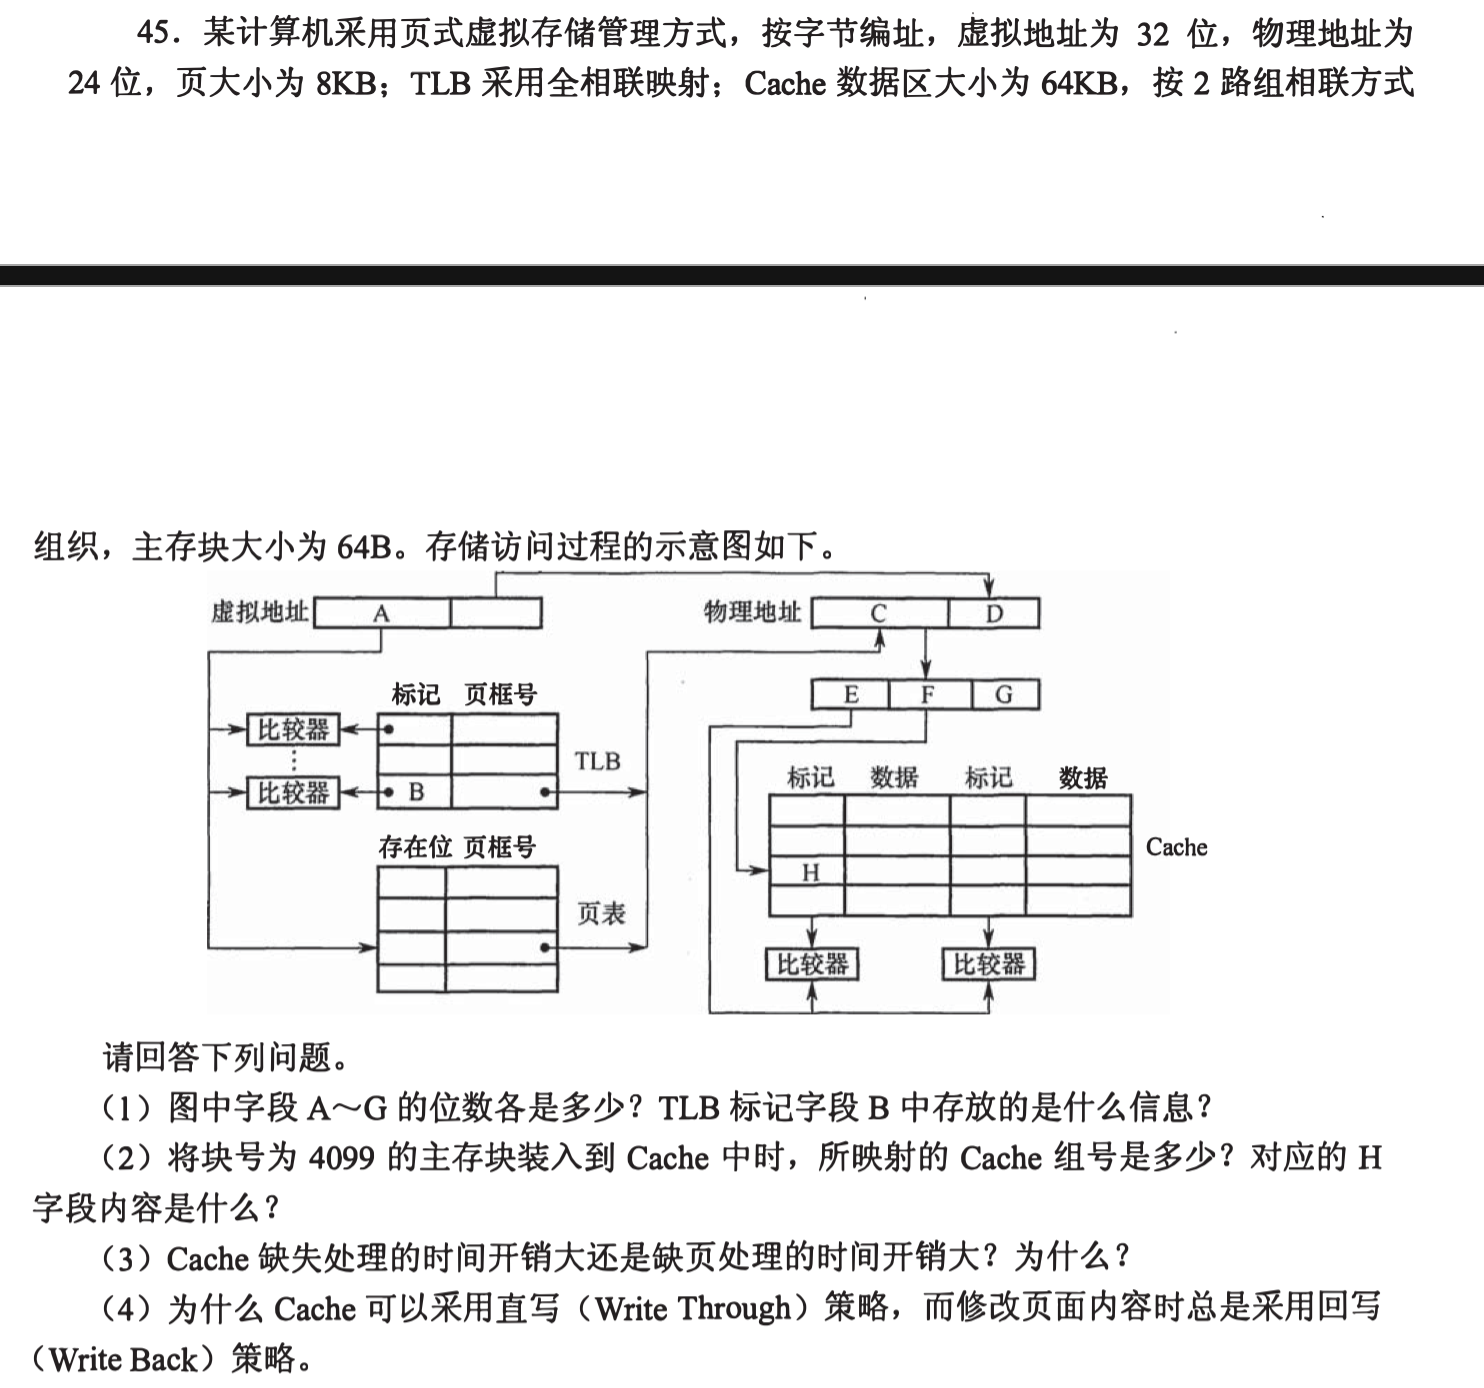 45．某计算机采用页式虚拟存储管理方式，按字节编址，虚拟地址为 32 位，物理地址为
24 位，页大小为 8KB；TLB 采用全相联映射；Cache 数据区大小为 64KB，按 2 路组相联方式
组织，主存块大小为 64B。存储访问过程的示意图如下。
虚拟地址 A
物理地址 C D
标记 页框号
E F G
比较器
TLB
比较器 B
标记 数据 标记 数据
存在位 页框号
Cache
H
页表
比较器 比较器
请回答下列问题。
（1）图中字段 A～G 的位数各是多少？TLB 标记字段 B 中存放的是什么信息？
（2）将块号为 4099 的主存块装入到 Cache 中时，所映射的 Cache 组号是多少？对应的 H
字段内容是什么？
（3）Cache 缺失处理的时间开销大还是缺页处理的时间开销大？为什么？
（4）为什么 Cache 可以采用直写（Write Through）策略，而修改页面内容时总是采用回写
（Write Back）策略。